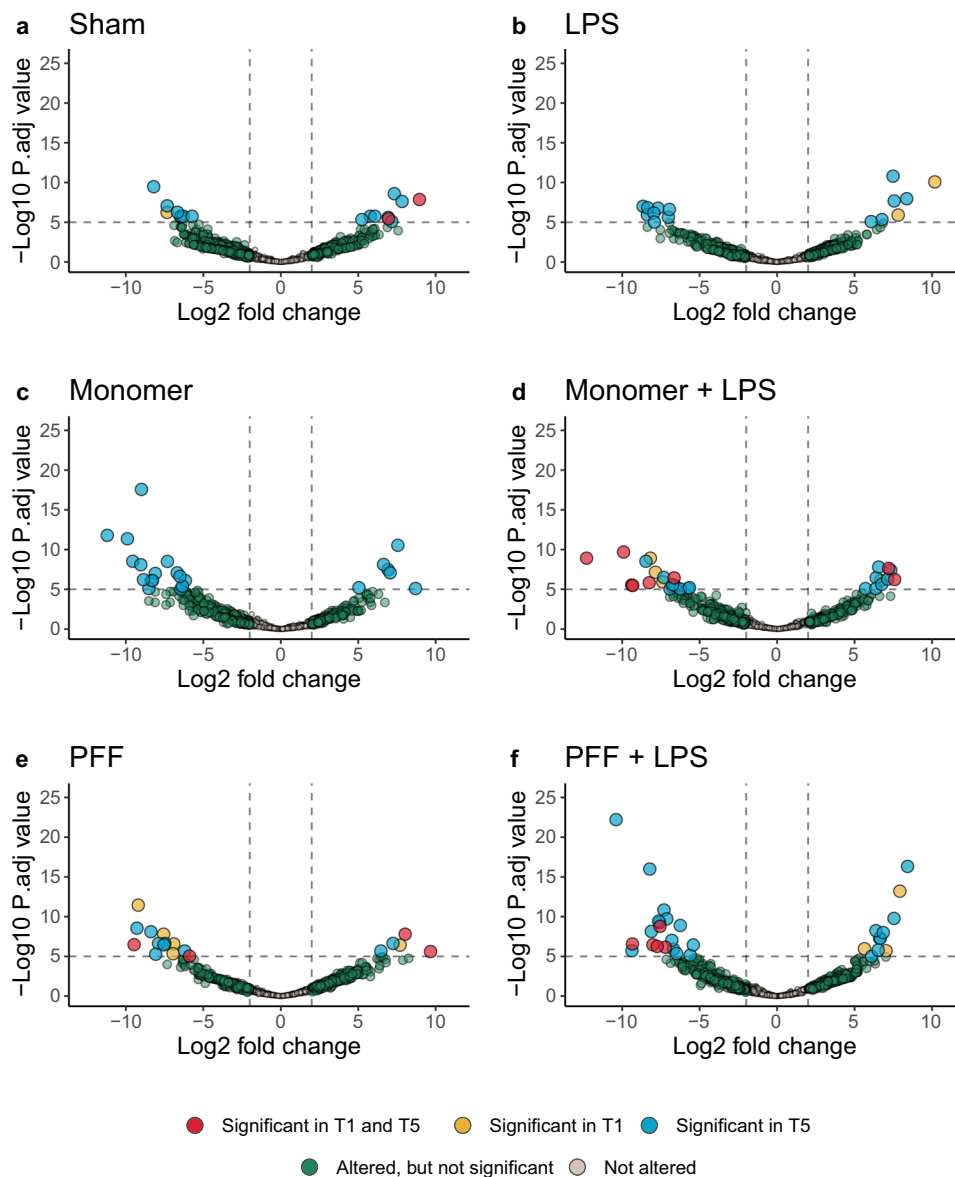 a Sham
b LPS
25
20
15
10
5
0
−Log10 P.adj value
−10 −5 0 5 10
Log2 fold change
25
20
15
10
5
0
−Log10 P.adj value
−10 −5 0 5 10
Log2 fold change
c Monomer
d Monomer + LPS
25
20
15
10
5
0
−Log10 P.adj value
−10 −5 0 5 10
Log2 fold change
25
20
15
10
5
0
−Log10 P.adj value
−10 −5 0 5 10
Log2 fold change
e PFF
f PFF + LPS
25
20
15
10
5
0
−Log10 P.adj value
−10 −5 0 5 10
Log2 fold change
25
20
15
10
5
0
−Log10 P.adj value
−10 −5 0 5 10
Log2 fold change
Significant in T1 and T5 Significant in T1 Significant in T5
Altered, but not significant Not altered